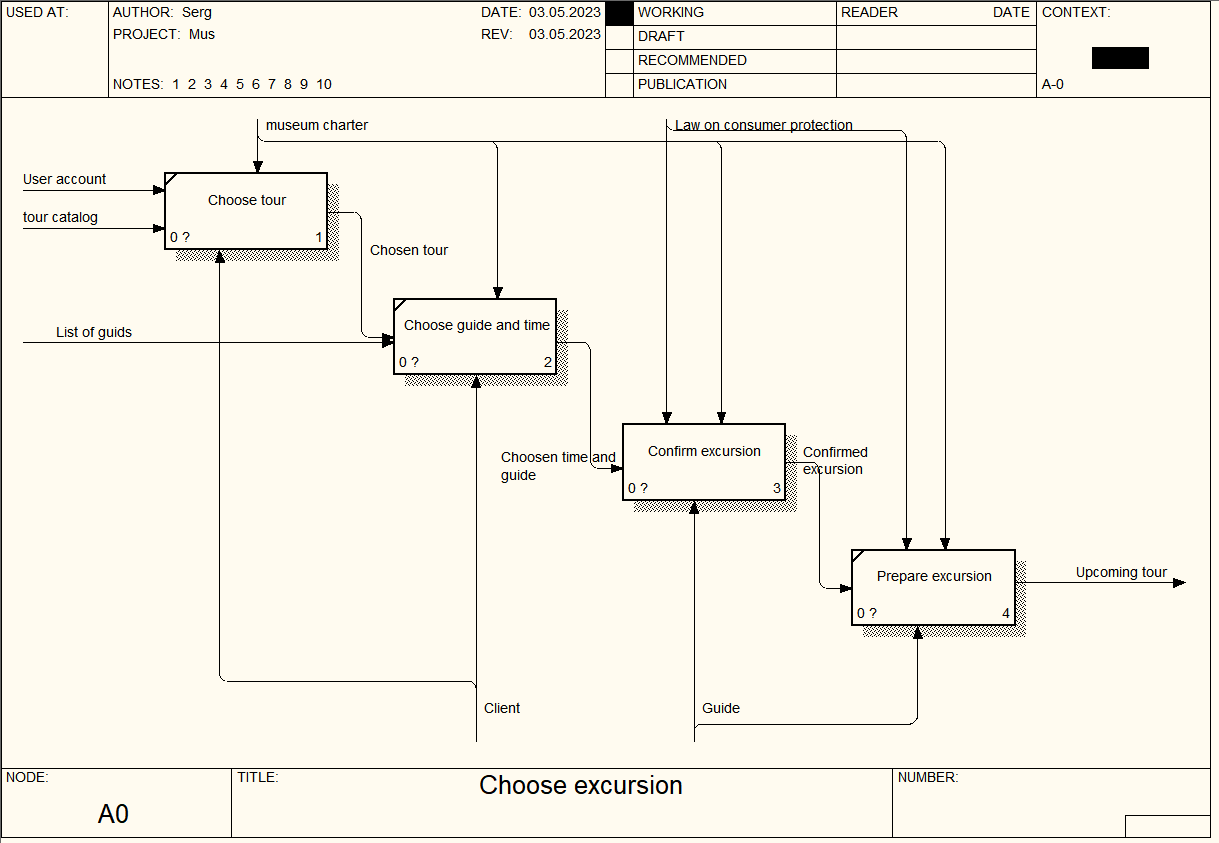 USED AT:
AUTHOR: Serg
DATE: 03.05.2023
PROJECT: Mus
REV: 03.05.2023
NOTES: 1 2 3 4 5 6 7 8 9 10
WORKING
DRAFT
RECOMMENDED
PUBLICATION
READER DATE
CONTEXT:
A-0
museum charter
Law on consumer protection
User account
tour catalog
Choose tour
0 ? 1
Chosen tour
List of guids
Choose guide and time
0 ? 2
Choosen time and
guide
Confirm excursion
0 ? 3
Confirmed
excursion
Prepare excursion
0 ? 4
Upcoming tour
Client
Guide
NODE:
A0
TITLE:
Choose excursion
NUMBER: